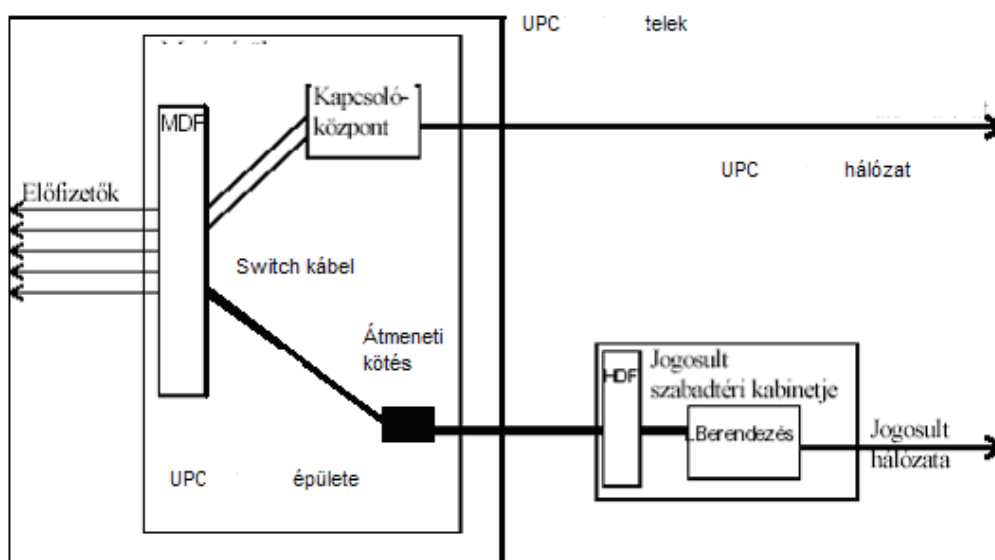 UPC telek
Kapcsoló-
központ
MDF
UPC hálózat
Előfizetők
Switch kábel
Átmeneti
kötés
HDF
Jogosult
szabadtéri kabinetje
Berendezés
Jogosult
hálózata
UPC épülete